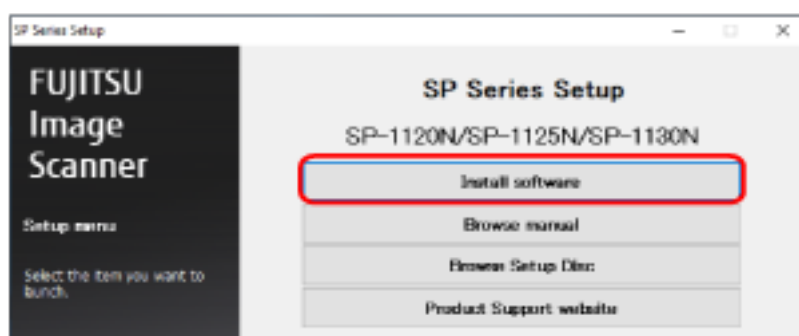 SP Series Setup
FUJITSU
Image
Scanner
Setup menu
Select the item you want to
launch.
SP Series Setup
SP-1120N/SP-1125N/SP-1130N
Install software
Browse manual
Browse Setup Disc
Product Support website